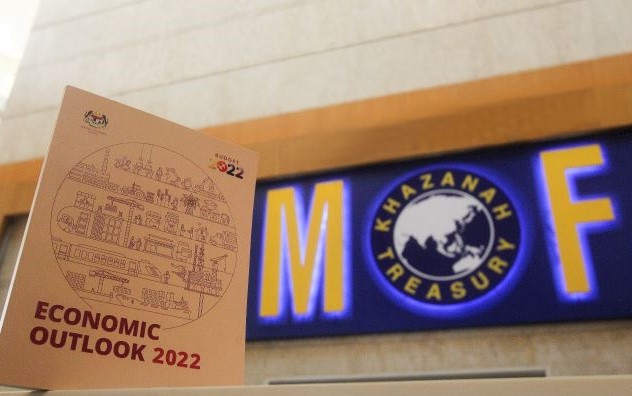 BUDGET
2022
ECONOMIC
OUTLOOK 2022
M F
KHAZANAH
TREASURY